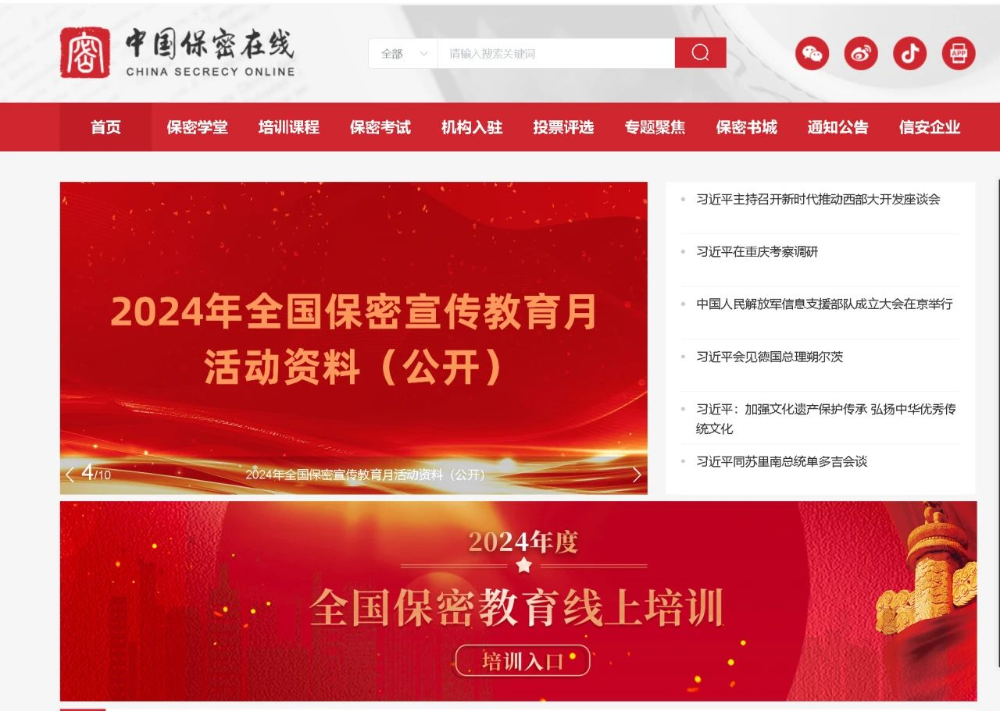 密
中国保密在线
CHINA SECRECY ONLINE
全部
请输入搜索关键词
APP
首页
保密学堂
培训课程
保密考试
机构入驻
投票评选
专题聚焦
保密书城
通知公告
信安企业
2024年全国保密宣传教育月
活动资料（公开）
4/10
2024年全国保密宣传教育月活动资料（公开）
习近平主持召开新时代推动西部大开发座谈会
习近平在重庆考察调研
中国人民解放军信息支援部队成立大会在京举行
习近平会见德国总理朔尔茨
习近平：加强文化遗产保护传承 弘扬中华优秀传
统文化
习近平同苏里南总统单多吉会谈
2024年度
全国保密教育线上培训
培训入口